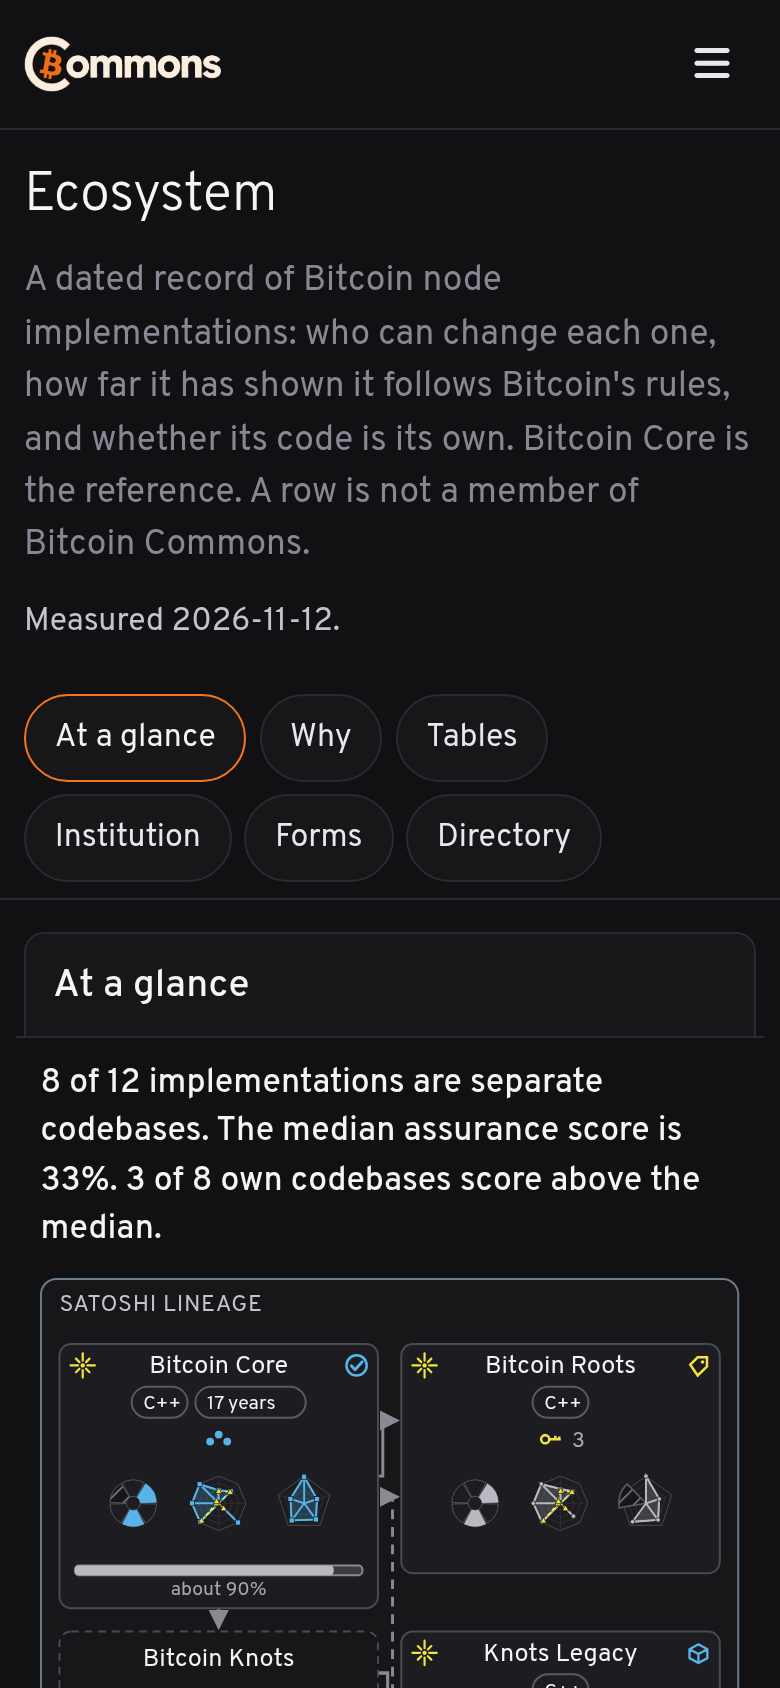 Commons
Ecosystem
A dated record of Bitcoin node
implementations: who can change each one,
how far it has shown it follows Bitcoin's rules,
and whether its code is its own. Bitcoin Core is
the reference. A row is not a member of
Bitcoin Commons.
Measured 2026-11-12.
At a glance
Why
Tables
Institution
Forms
Directory
At a glance
8 of 12 implementations are separate
codebases. The median assurance score is
33%. 3 of 8 own codebases score above the
median.
SATOSHI LINEAGE
Bitcoin Core
C++
17 years
about 90%
Bitcoin Roots
C++
3
Bitcoin Knots
Knots Legacy